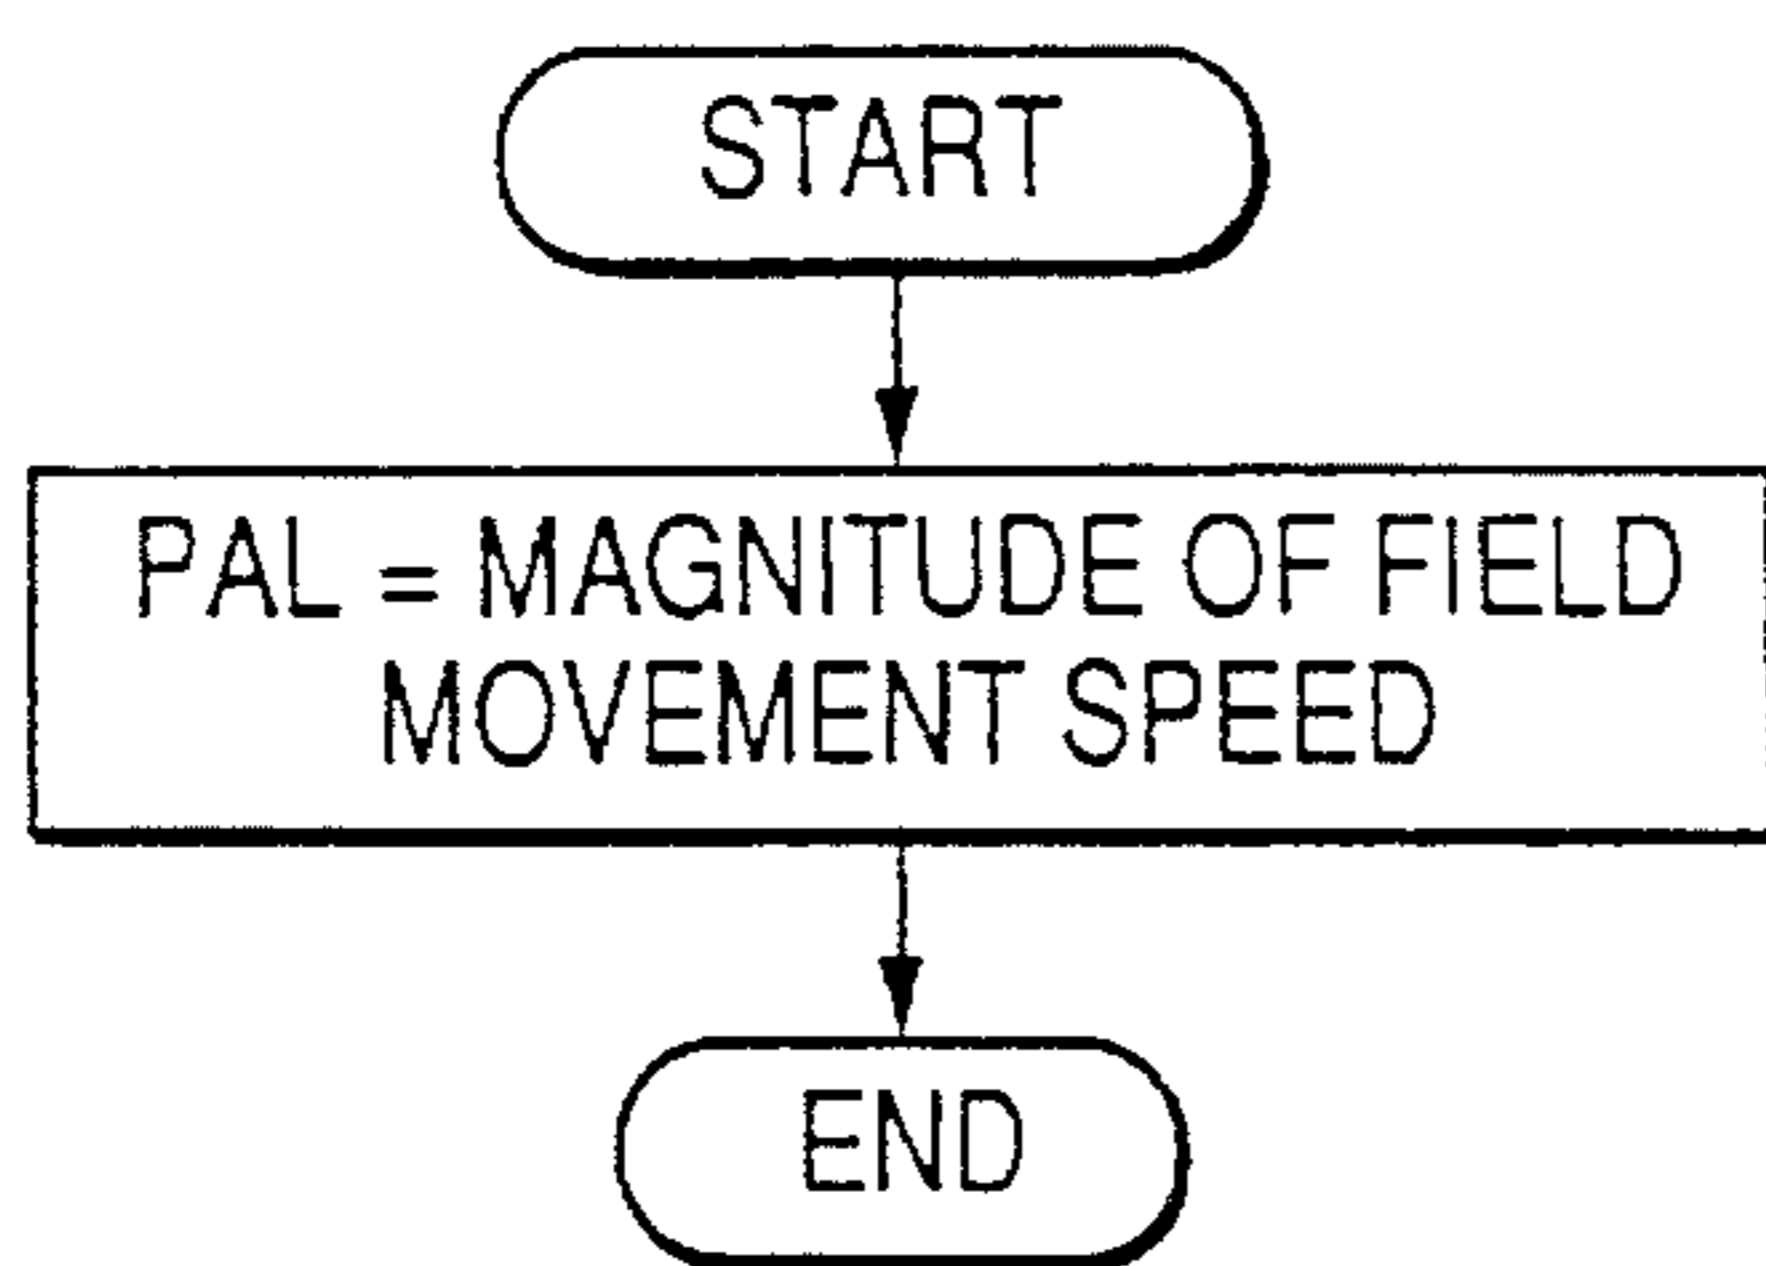 START
PAL = MAGNITUDE OF FIELD
MOVEMENT SPEED
END